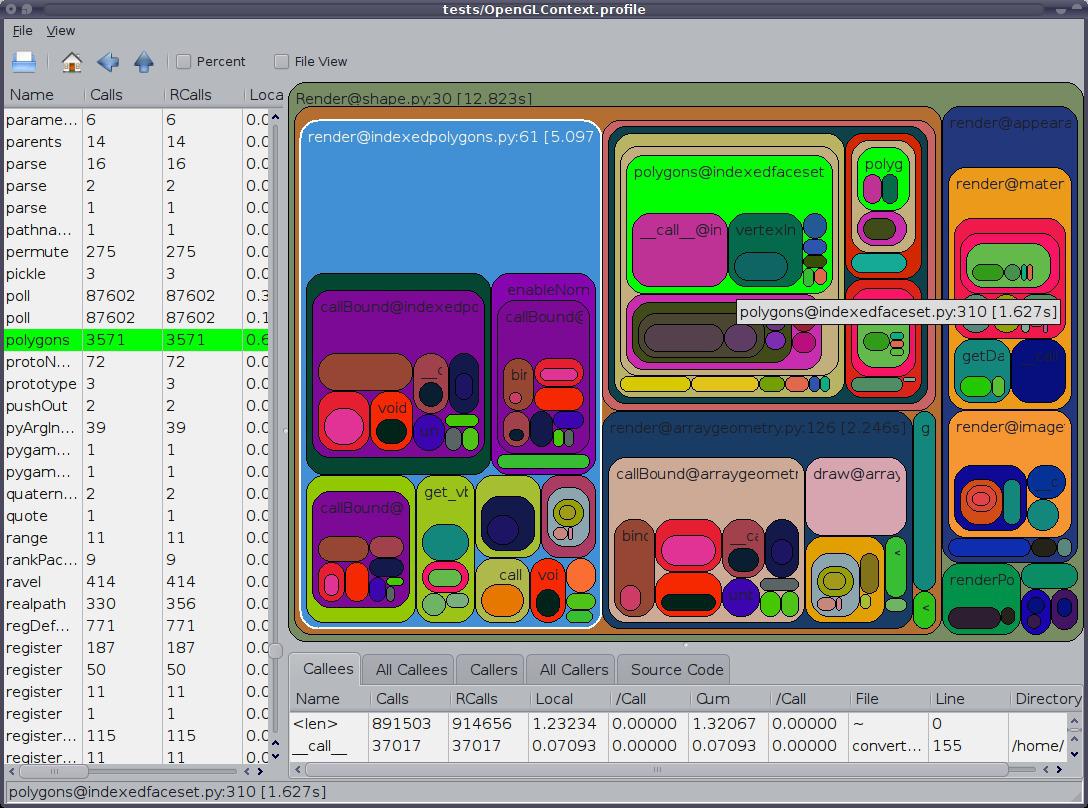 tests/OpenGLContext.profile
File View
Percent File View
Name Calls RCalls Loca
parame... 6 6 0.0
parents 14 14 0.0
parse 16 16 0.0
parse 2 2 0.0
parse 1 1 0.0
pathna... 1 1 0.0
permute 275 275 0.0
pickle 3 3 0.0
poll 87602 87602 0.3
poll 87602 87602 0.1
polygons 3571 3571 0.6
protoN... 72 72 0.0
prototype 3 3 0.0
pushOut 2 2 0.0
pyArgIn... 39 39 0.0
pygam... 1 1 0.0
pygam... 1 1 0.0
quatern... 2 2 0.0
quote 1 1 0.0
range 11 11 0.0
rankPac... 9 9 0.0
ravel 414 414 0.0
realpath 330 356 0.0
regDef... 771 771 0.0
register 187 187 0.0
register 50 50 0.0
register 11 11 0.0
register 1 1 0.0
register... 115 115 0.0
register... 11 11 0.0
Render@shape.py:30 [12.823s]
render@indexedpolygons.py:61 [5.097
callBound@indexedpo
void
enableNorn
callBound@
bir
callBound@
get_vb
call
voi
polygons@indexedfaceset
__call__@in
vertexIn
polyg
polygons@indexedfaceset.py:310 [1.627s]
render@arraygeometry.py:126 [2.246s]
g
callBound@arraygeometr
binc
__ca
unt
draw@array
<
<
render@appeara
render@mater
getDa
call
render@image
c
renderPo
Callees All Callees Callers All Callers Source Code
Name Calls RCalls Local /Call Cum /Call File Line Directory
<len> 891503 914656 1.23234 0.00000 1.32067 0.00000 ~ 0
__call__ 37017 37017 0.07093 0.00000 0.07093 0.00000 convert... 155 /home/
polygons@indexedfaceset.py:310 [1.627s]